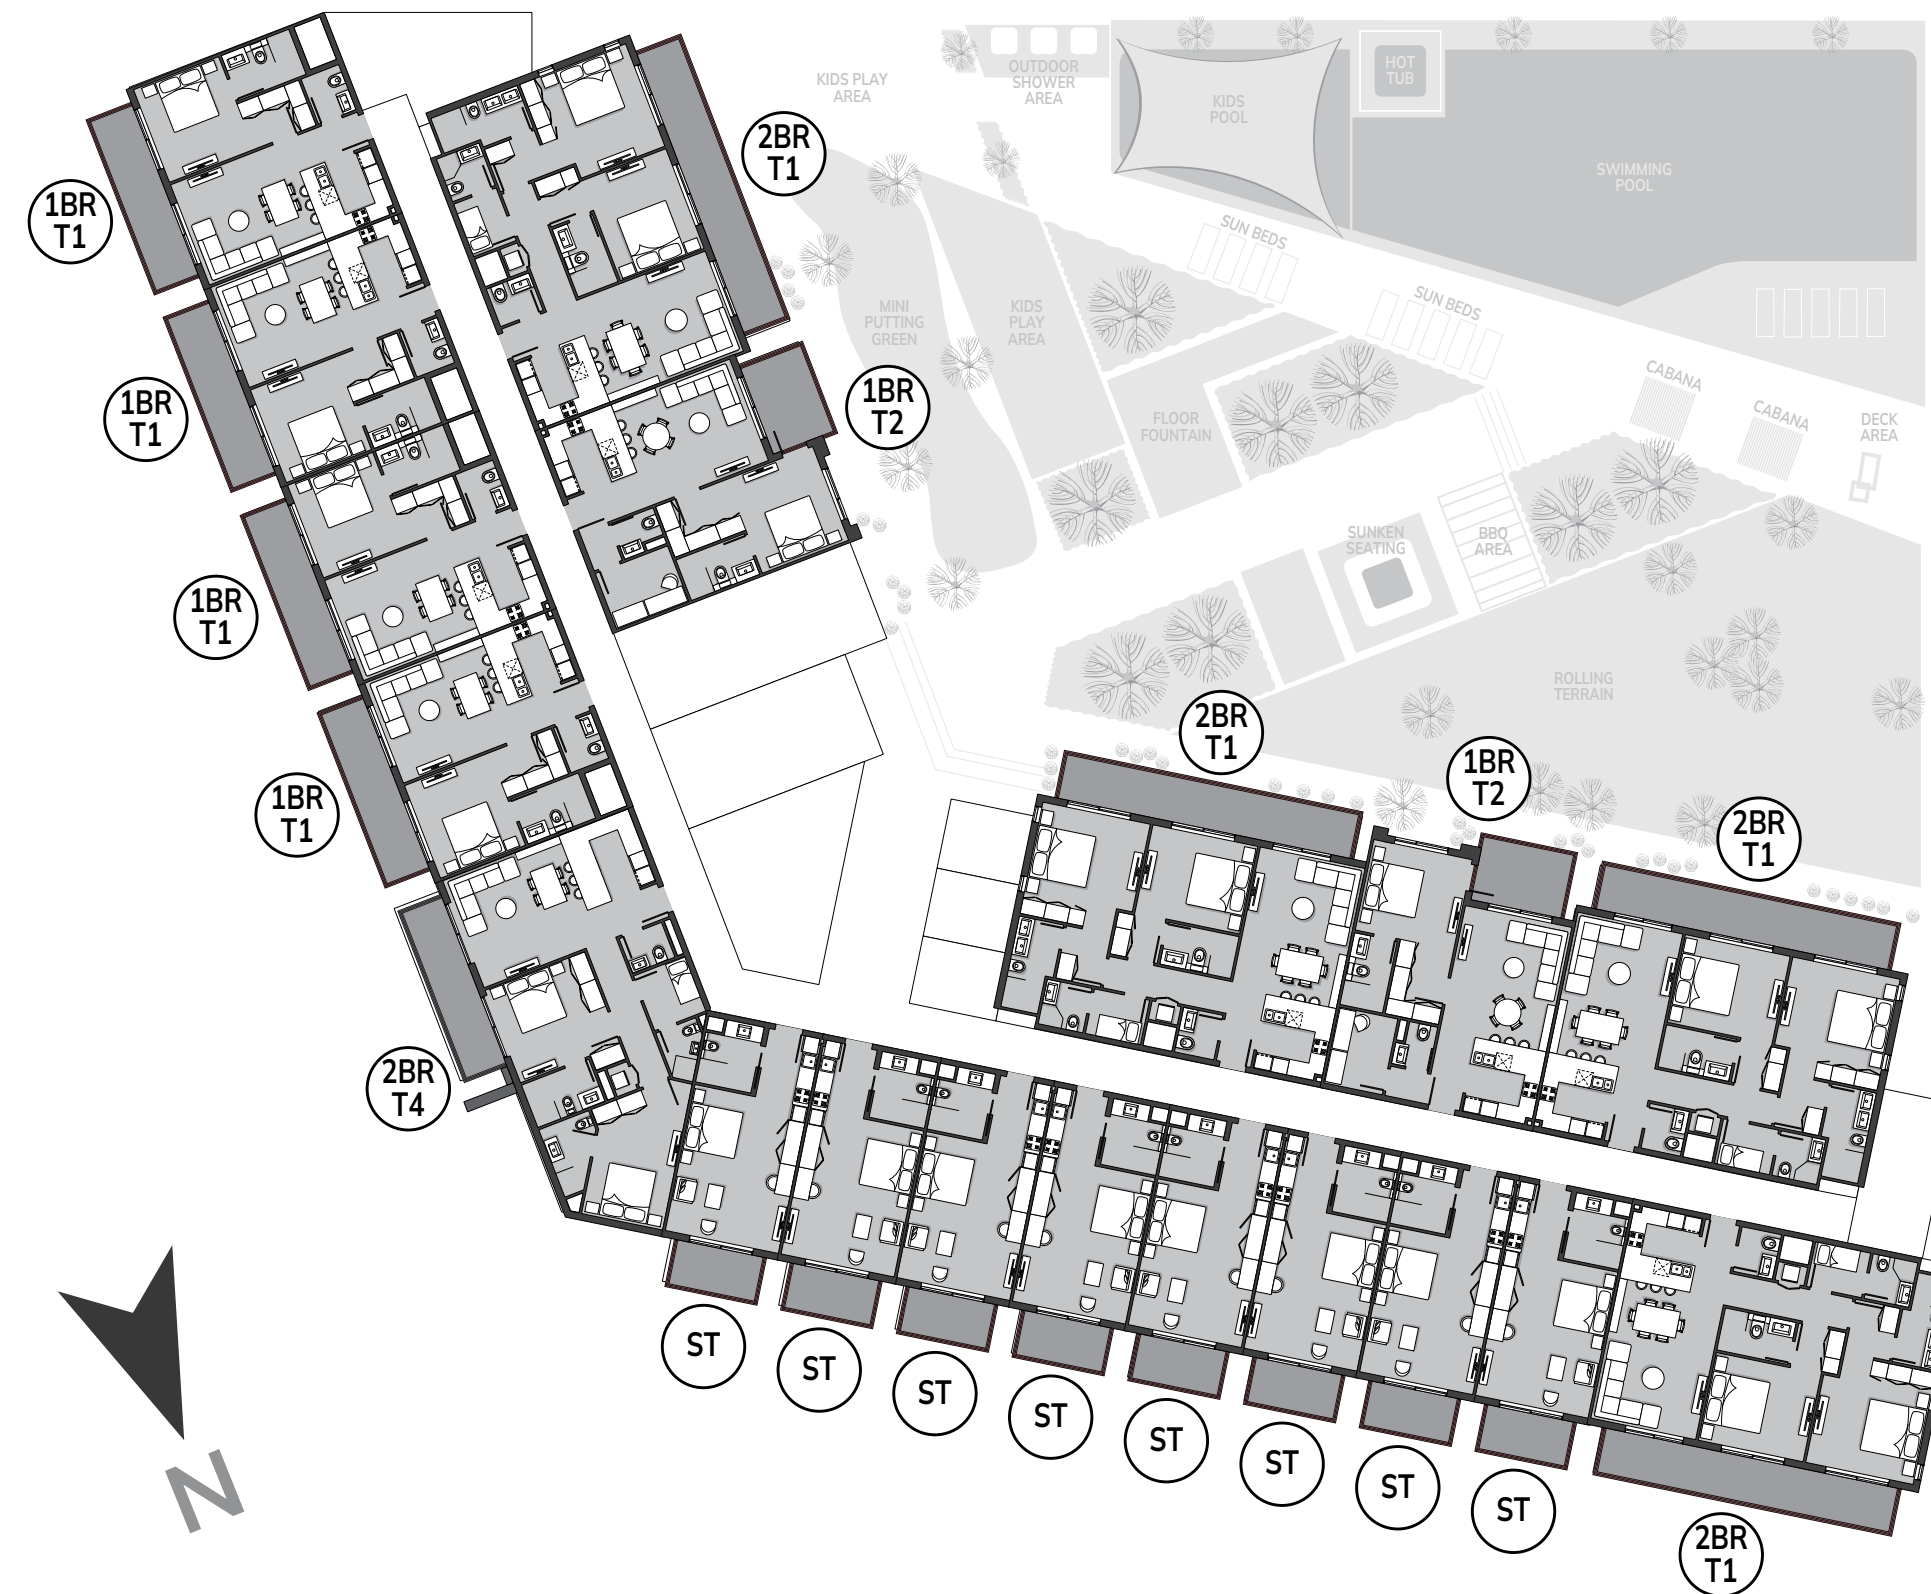 KIDS PLAY
AREA
OUTDOOR
SHOWER
AREA
KIDS
POOL
HOT
TUB
SWIMMING
POOL
2BR
T1
1BR
T1
SUN BEDS
SUN BEDS
MINI
PUTTING
GREEN
KIDS
PLAY
AREA
1BR
T1
1BR
T2
FLOOR
FOUNTAIN
CABANA
CABANA
DECK
AREA
SUNKEN
SEATING
BBQ
AREA
1BR
T1
ROLLING
TERRAIN
2BR
T1
1BR
T2
2BR
T1
1BR
T1
2BR
T4
ST
ST
ST
ST
ST
ST
ST
ST
2BR
T1
N